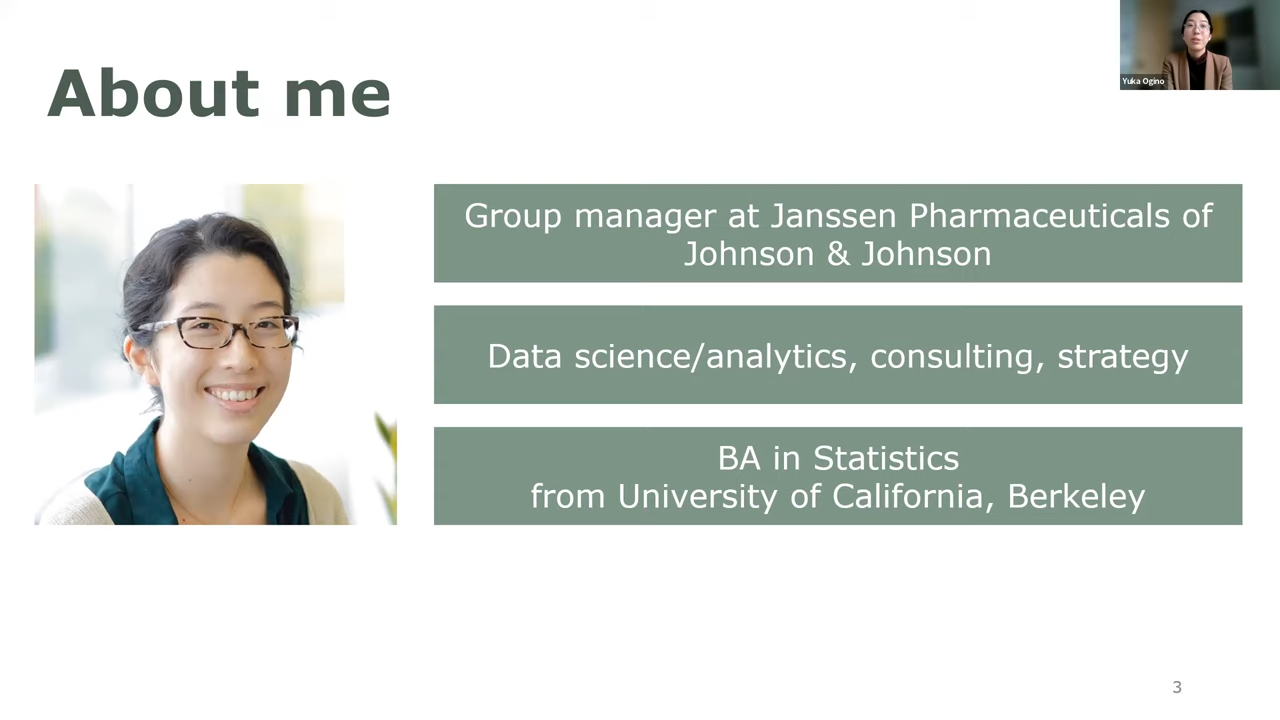 About me
Yuka Ogino
Group manager at Janssen Pharmaceuticals of
Johnson & Johnson
Data science/analytics, consulting, strategy
BA in Statistics
from University of California, Berkeley
3